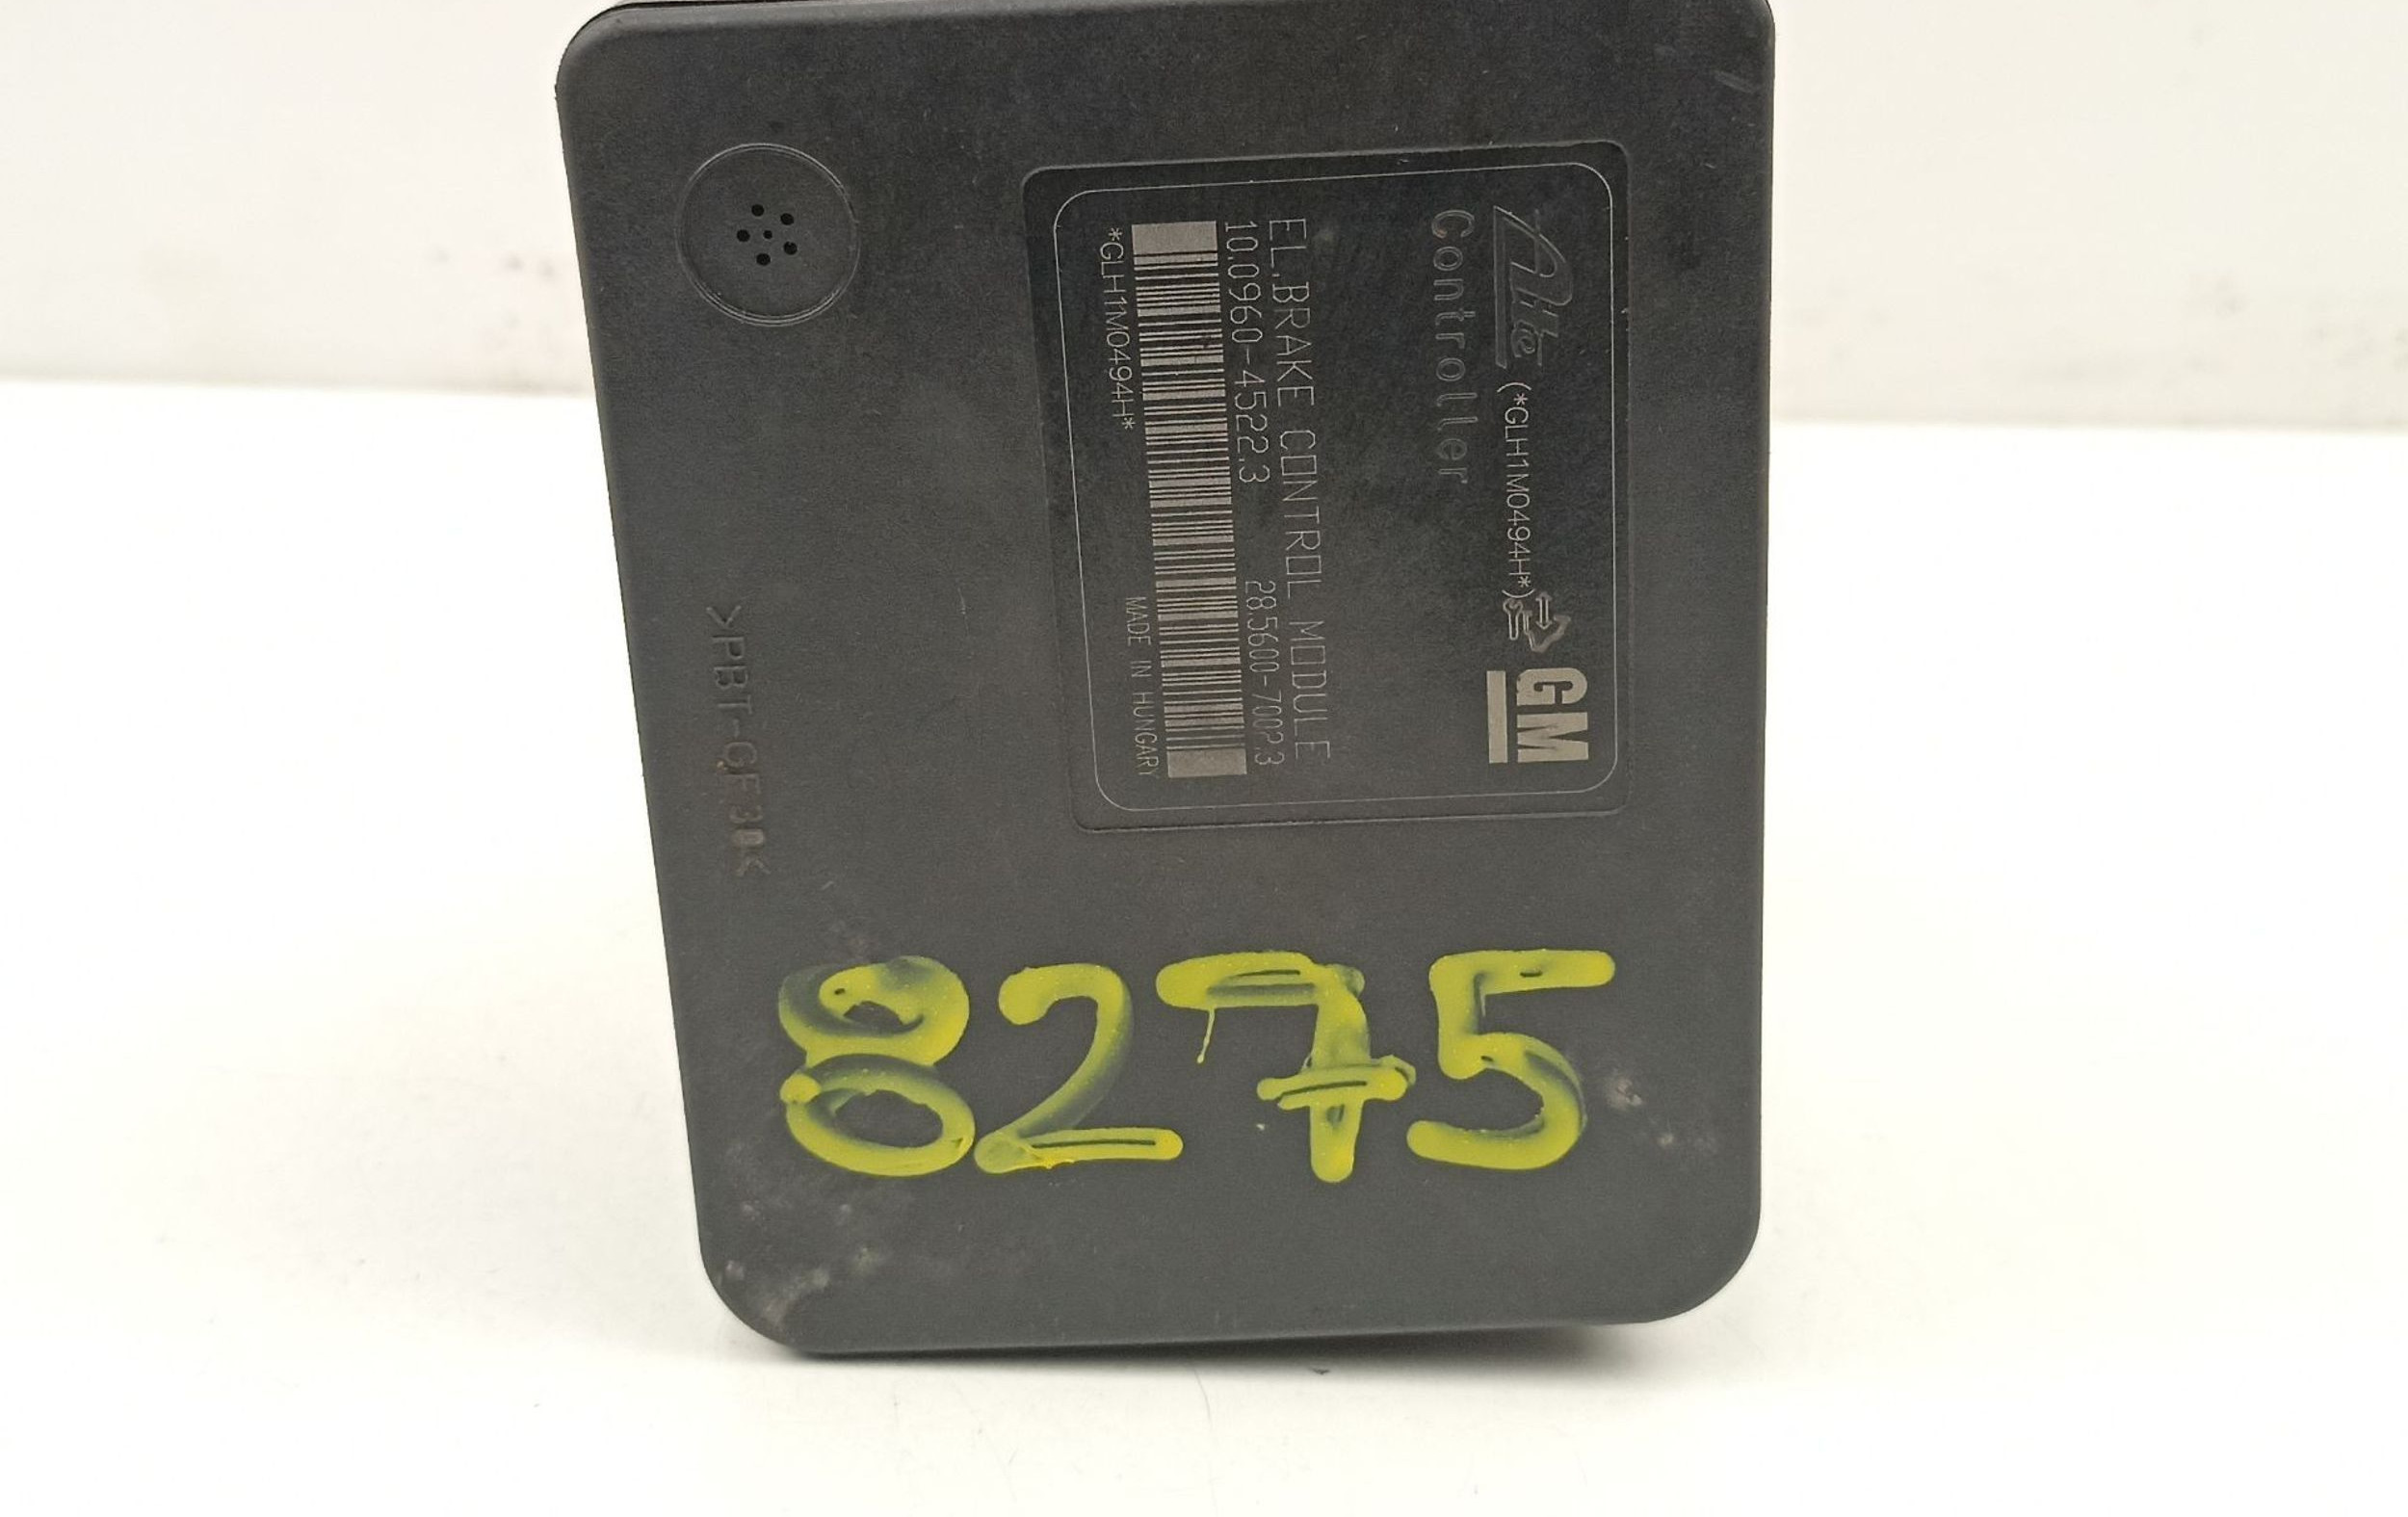 Ate (*GLH1M0494H*) GM
Controller
EL.BRAKE CONTROL MODULE
10.0960-4522.3 28.5600-7002.3
*GLH1M0494H* MADE IN HUNGARY
>PBT-GF30<
8275